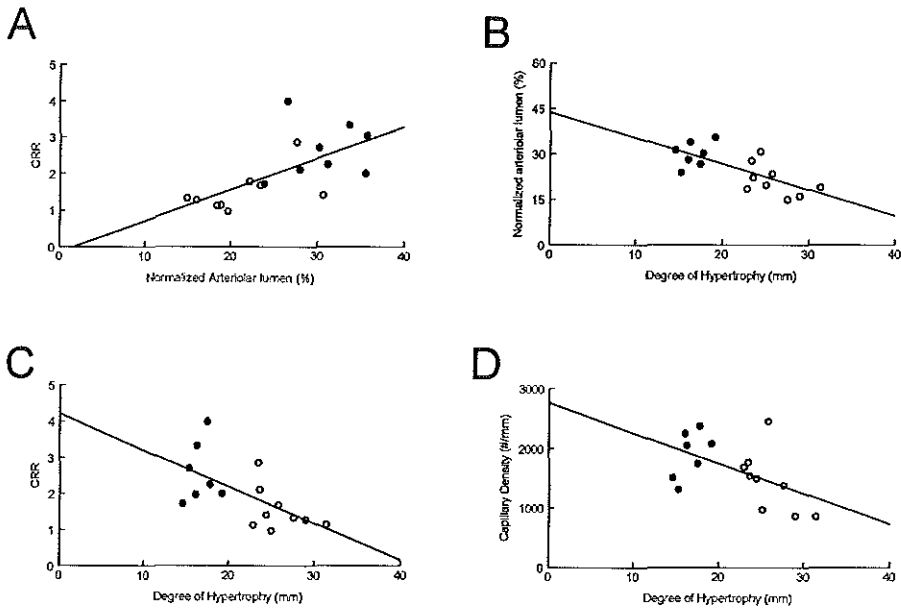 A
B
CRR
5
4
3
2
1
0
0 10 20 30 40
Normalized Arteriolar lumen (%)
Normalized arteriolar lumen (%)
60
45
30
15
0
0 10 20 30 40
Degree of Hypertrophy (mm)
C
D
CRR
5
4
3
2
1
0
0 10 20 30 40
Degree of Hypertrophy (mm)
Capillary Density (#/mm)
3000
2000
1000
0
0 10 20 30 40
Degree of Hypertrophy (mm)